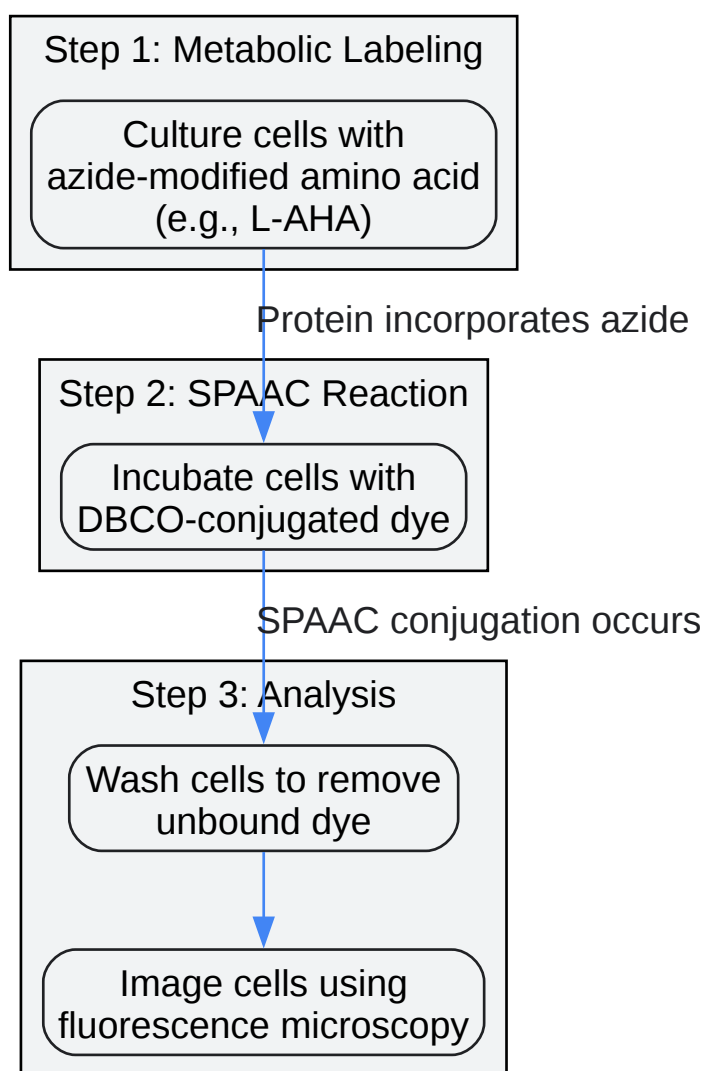 Step 1: Metabolic Labeling
Culture cells with
azide-modified amino acid
(e.g., L-AHA)
Protein incorporates azide
Step 2: SPAAC Reaction
Incubate cells with
DBCO-conjugated dye
SPAAC conjugation occurs
Step 3: Analysis
Wash cells to remove
unbound dye
Image cells using
fluorescence microscopy